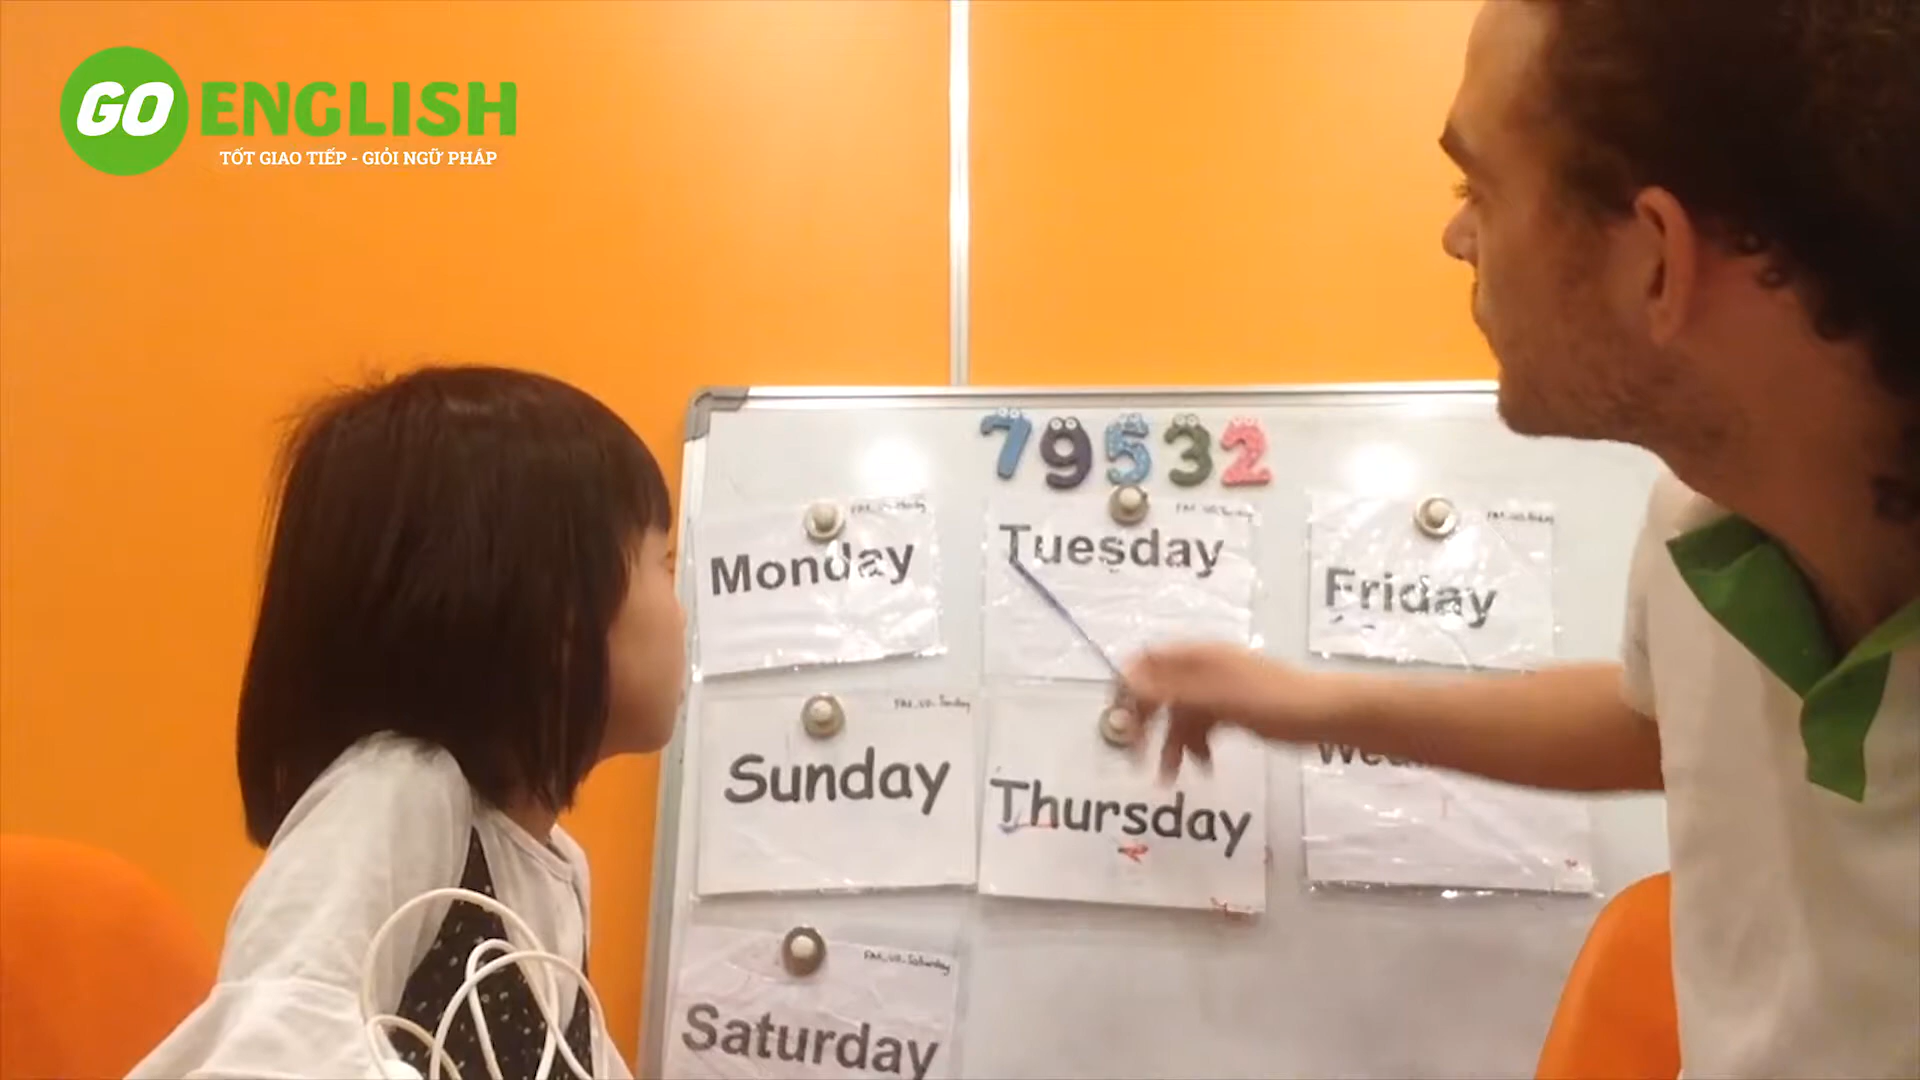 GO ENGLISH
TỐT GIAO TIẾP - GIỎI NGỮ PHÁP
79532
Monday
Tuesday
Friday
Sunday
Thursday
Saturday